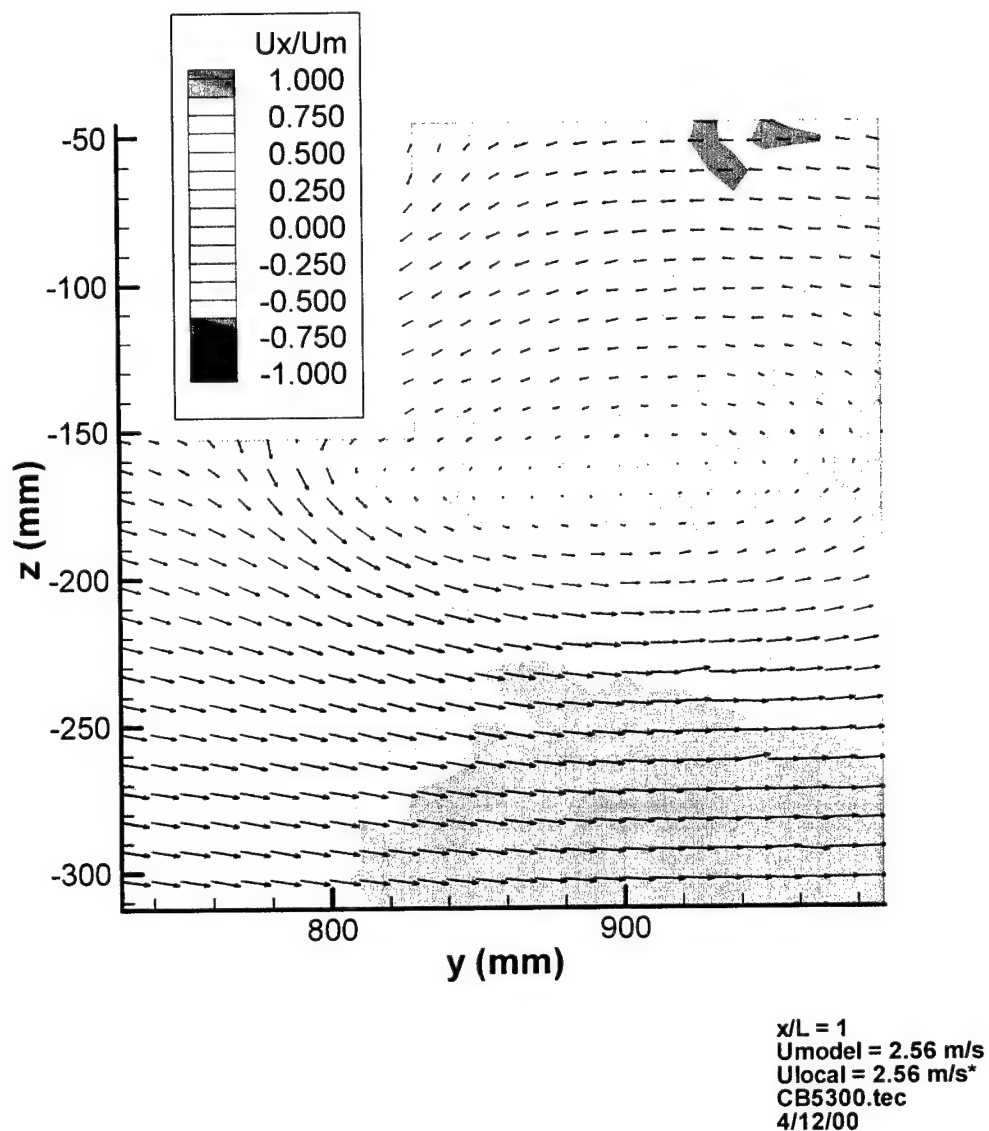 Ux/Um
1.000
0.750
0.500
0.250
0.000
-0.250
-0.500
-0.750
-1.000
-50
-100
-150
-200
-250
-300
z (mm)
800
900
y (mm)
x/L = 1
Umodel = 2.56 m/s
Ulocal = 2.56 m/s*
CB5300.tec
4/12/00